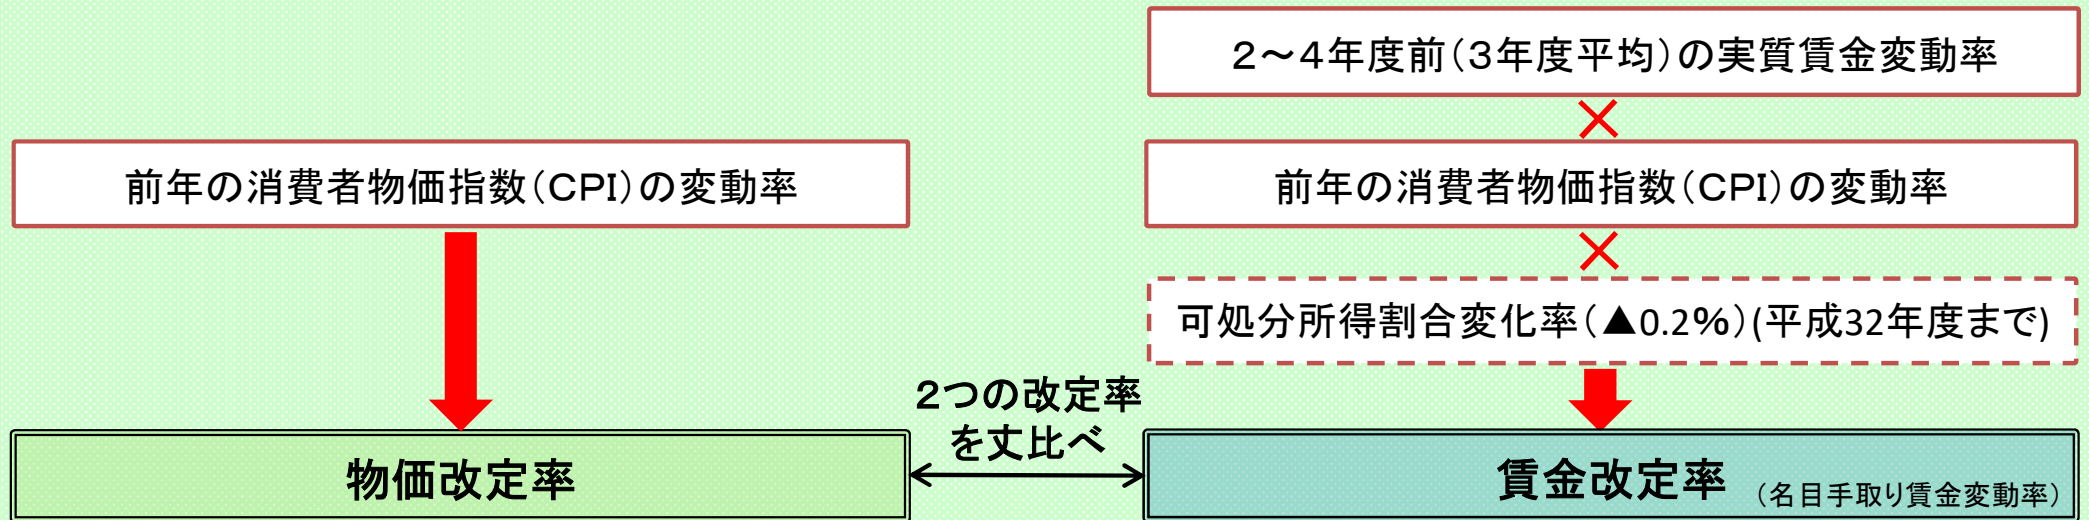 2～4年度前(3年度平均)の実質賃金変動率
×
前年の消費者物価指数(CPI)の変動率
前年の消費者物価指数(CPI)の変動率
×
可処分所得割合変化率(▲0.2%)(平成32年度まで)
2つの改定率
を丈比べ
物価改定率
賃金改定率 (名目手取り賃金変動率)